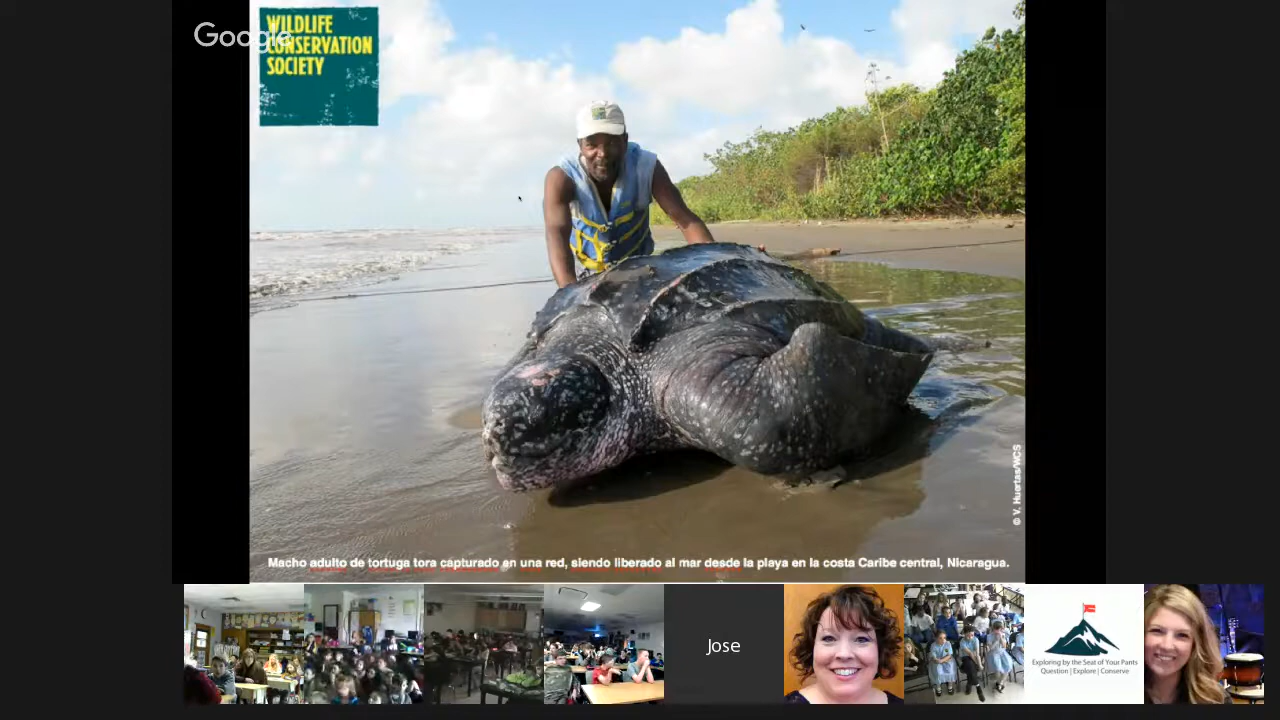 Google
WILDLIFE
CONSERVATION
SOCIETY
© V. Huertas/WCS
Macho adulto de tortuga tora capturado en una red, siendo liberado al mar desde la playa en la costa Caribe central, Nicaragua.
Jose
Exploring by the Seat of Your Pants
Question | Explore | Conserve